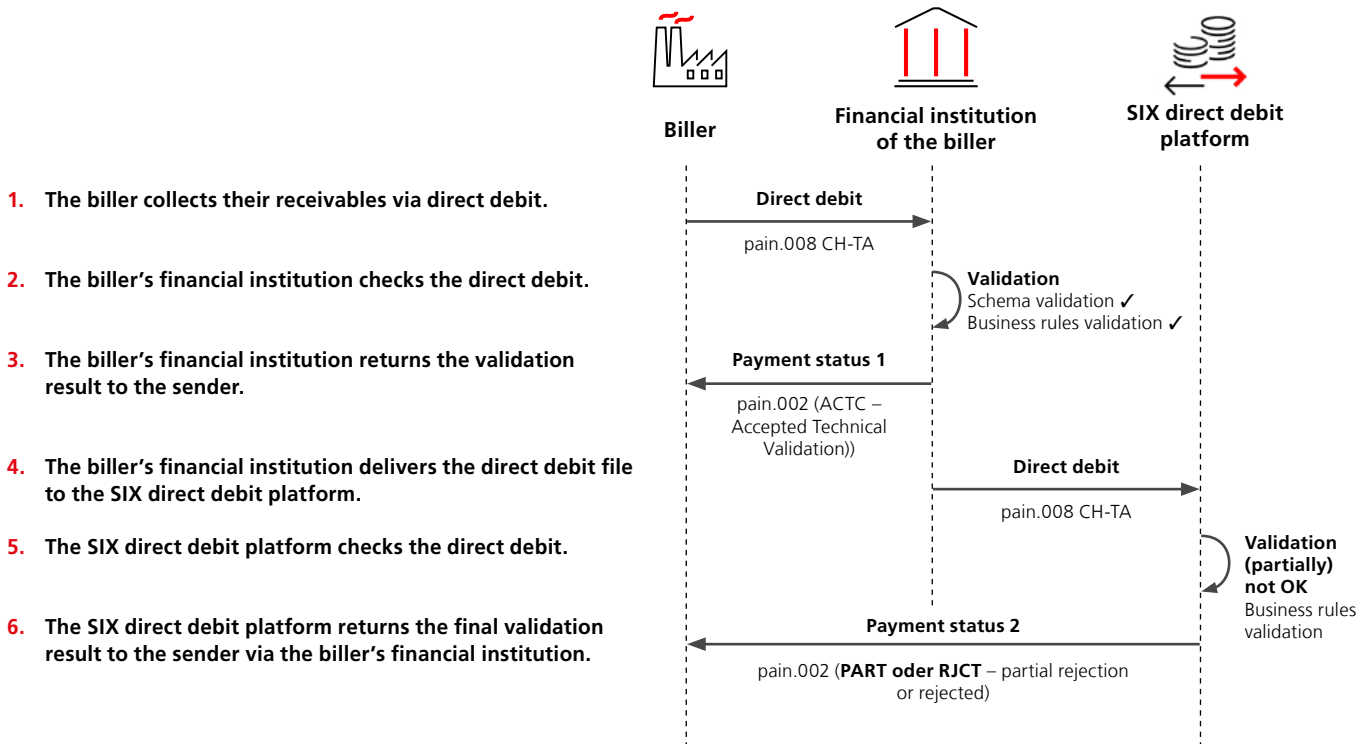 Biller
Financial institution
of the biller
SIX direct debit
platform
1. The biller collects their receivables via direct debit.
Direct debit
pain.008 CH-TA
2. The biller’s financial institution checks the direct debit.
Validation
Schema validation ✓
Business rules validation ✓
3. The biller’s financial institution returns the validation
result to the sender.
Payment status 1
pain.002 (ACTC –
Accepted Technical
Validation))
4. The biller’s financial institution delivers the direct debit file
to the SIX direct debit platform.
Direct debit
pain.008 CH-TA
5. The SIX direct debit platform checks the direct debit.
Validation
(partially)
not OK
Business rules
validation
6. The SIX direct debit platform returns the final validation
result to the sender via the biller’s financial institution.
Payment status 2
pain.002 (PART oder RJCT – partial rejection
or rejected)